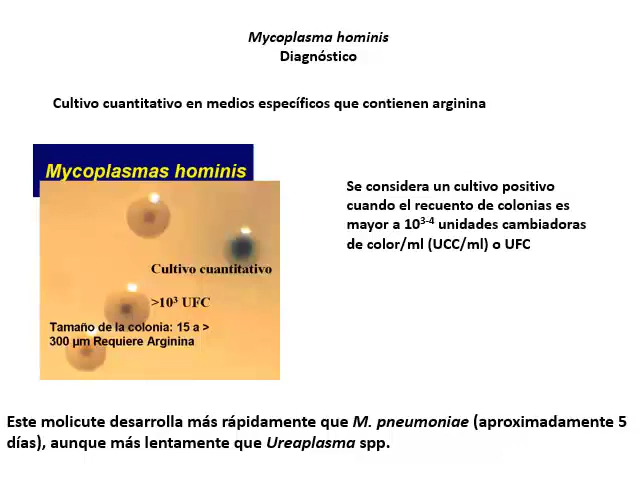 Mycoplasma hominis
Diagnóstico
Cultivo cuantitativo en medios específicos que contienen arginina
Mycoplasmas hominis
Se considera un cultivo positivo
cuando el recuento de colonias es
mayor a 10³⁻⁴ unidades cambiadoras
de color/ml (UCC/ml) o UFC
Cultivo cuantitativo
>10³ UFC
Tamaño de la colonia: 15 a >
300 µm Requiere Arginina
Este molicute desarrolla más rápidamente que M. pneumoniae (aproximadamente 5
días), aunque más lentamente que Ureaplasma spp.